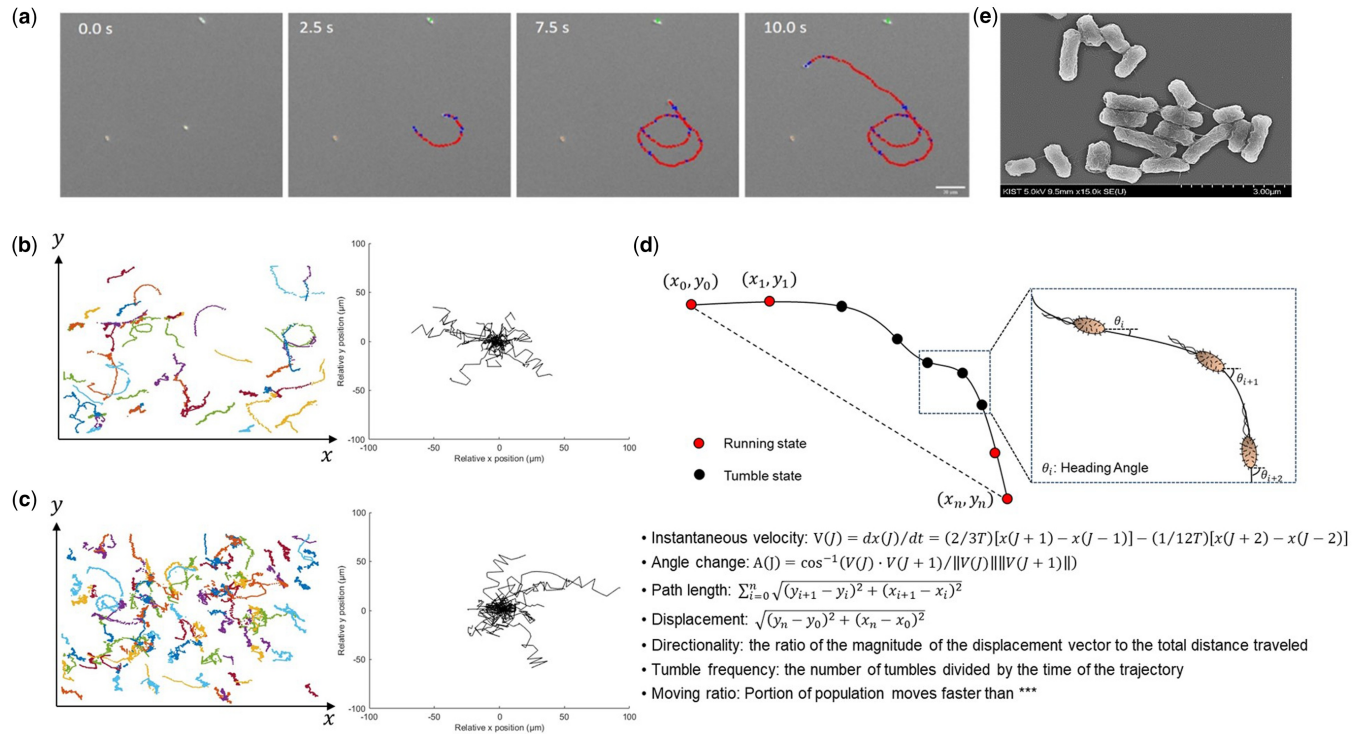 (a)
0.0 s
2.5 s
7.5 s
10.0 s
(e)
KIST 5.0kV 9.5mm x15.0k SE(U)
3.00μm
(b)
y
x
100
50
0
-50
-100
Relative y position (μm)
-100
-50
0
50
100
Relative x position (μm)
(c)
y
x
100
50
0
-50
-100
Relative y position (μm)
-100
-50
0
50
100
Relative x position (μm)
(d)
(x₀, y₀)
(x₁, y₁)
Running state
Tumble state
(xₙ, yₙ)
θᵢ
θᵢ₊₁
θᵢ₊₂
θᵢ: Heading Angle
• Instantaneous velocity: V(J) = dx(J)/dt = (2/3T)[x(J + 1) − x(J − 1)] − (1/12T)[x(J + 2) − x(J − 2)]
• Angle change: A(J) = cos⁻¹(V(J) · V(J + 1)/‖V(J)‖‖V(J + 1)‖)
• Path length: ∑ⁿᵢ₌₀ √(yᵢ₊₁ − yᵢ)² + (xᵢ₊₁ − xᵢ)²
• Displacement: √(yₙ − y₀)² + (xₙ − x₀)²
• Directionality: the ratio of the magnitude of the displacement vector to the total distance traveled
• Tumble frequency: the number of tumbles divided by the time of the trajectory
• Moving ratio: Portion of population moves faster than ***